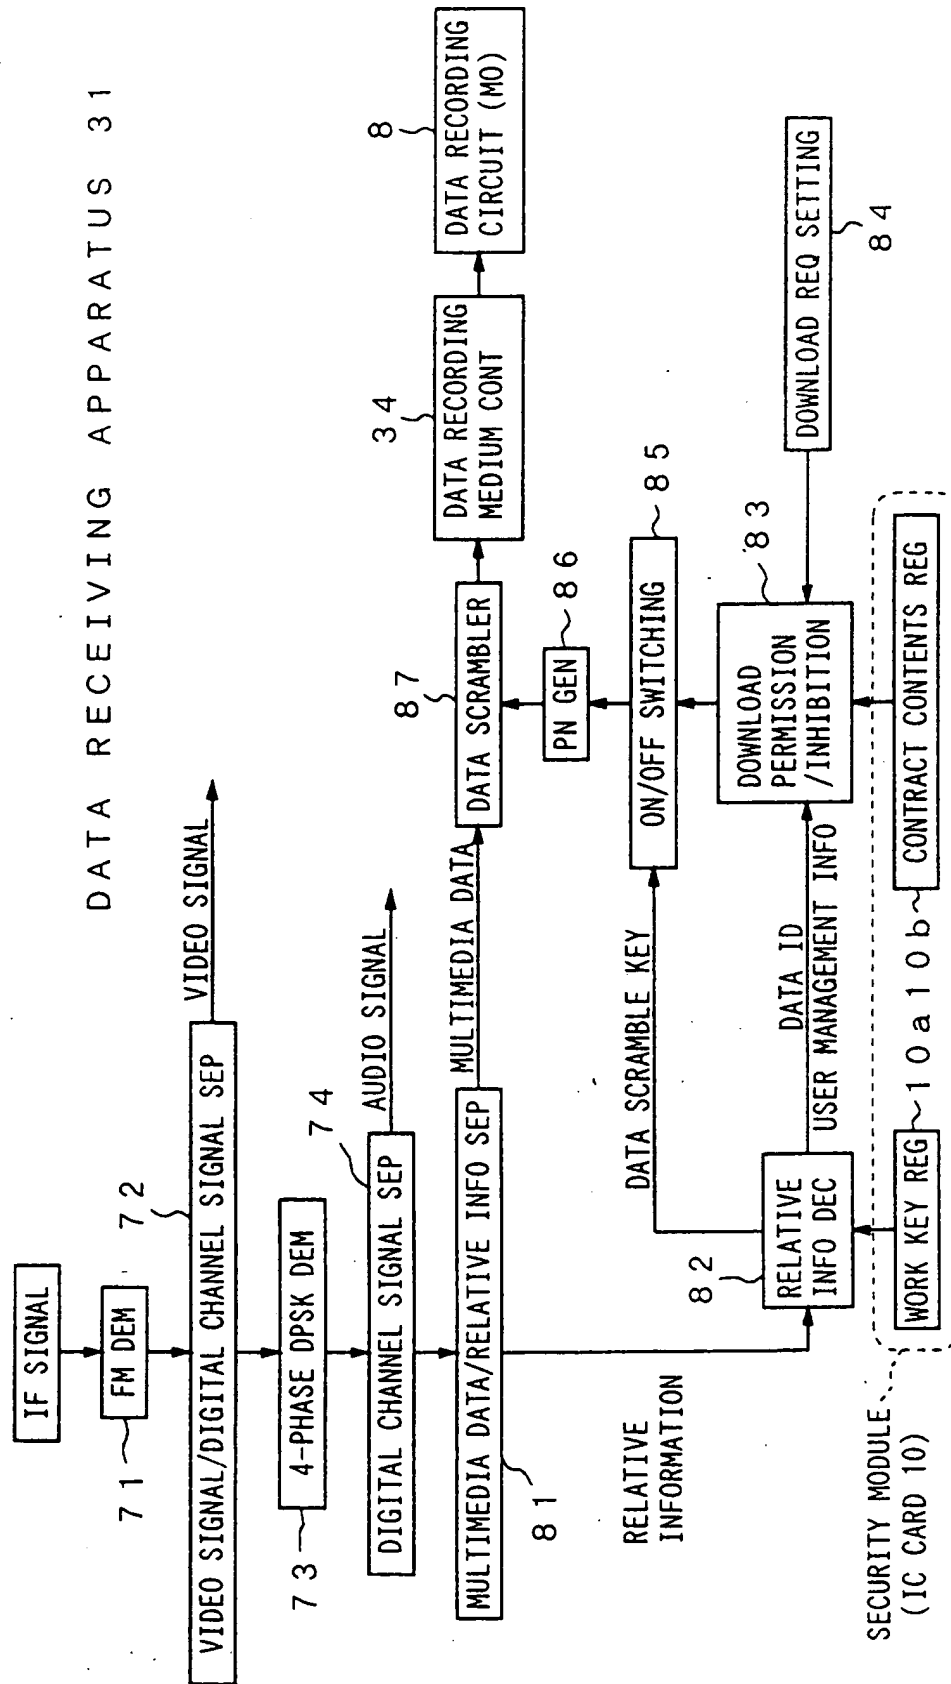 DATA RECEIVING APPARATUS 31
IF SIGNAL
FM DEM
71
VIDEO SIGNAL/DIGITAL CHANNEL SIGNAL SEP
72
VIDEO SIGNAL
4-PHASE DPSK DEM
73
DIGITAL CHANNEL SIGNAL SEP
74
AUDIO SIGNAL
MULTIMEDIA DATA/RELATIVE INFO SEP
81
MULTIMEDIA DATA
DATA SCRAMBLER
87
DATA RECORDING
MEDIUM CONT
34
DATA RECORDING
CIRCUIT (MO)
8
PN GEN
86
ON/OFF SWITCHING
85
DATA SCRAMBLE KEY
RELATIVE
INFORMATION
RELATIVE
INFO DEC
82
DATA ID
USER MANAGEMENT INFO
DOWNLOAD
PERMISSION
/INHIBITION
83
DOWNLOAD REQ SETTING
84
SECURITY MODULE
(IC CARD 10)
WORK KEY REG
10a
10b
CONTRACT CONTENTS REG